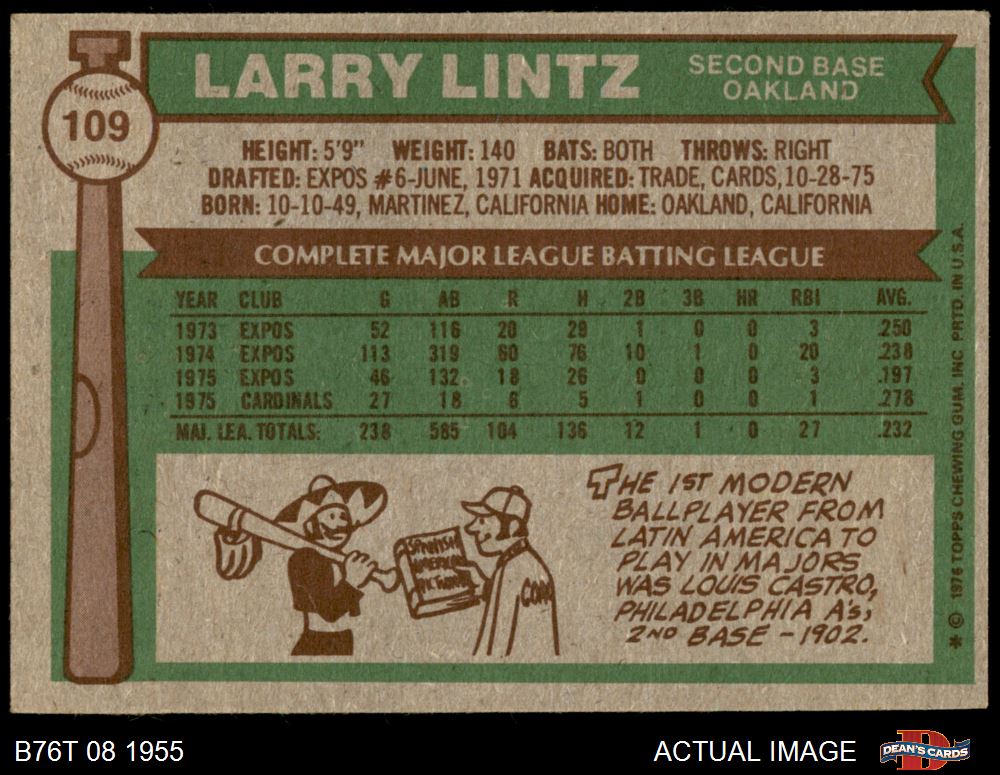 109
LARRY LINTZ
SECOND BASE
OAKLAND
HEIGHT: 5'9" WEIGHT: 140 BATS: BOTH THROWS: RIGHT
DRAFTED: EXPOS #6-JUNE, 1971 ACQUIRED: TRADE, CARDS, 10-28-75
BORN: 10-10-49, MARTINEZ, CALIFORNIA HOME: OAKLAND, CALIFORNIA
COMPLETE MAJOR LEAGUE BATTING LEAGUE
YEAR CLUB G AB R H 2B 3B HR RBI AVG.
1973 EXPOS 52 116 20 29 1 0 0 3 .250
1974 EXPOS 113 319 60 76 10 1 0 20 .238
1975 EXPOS 46 132 18 26 0 0 0 3 .197
1975 CARDINALS 27 18 6 5 1 0 0 1 .278
MAJ. LEA. TOTALS: 238 585 104 136 12 1 0 27 .232
SPANISH
AMERICAN
THE 1ST MODERN
BALLPLAYER FROM
LATIN AMERICA TO
PLAY IN MAJORS
WAS LOUIS CASTRO,
PHILADELPHIA A's,
2ND BASE - 1902.
* © 1976 TOPPS CHEWING GUM, INC. PRTD. IN U.S.A.
B76T 08 1955
ACTUAL IMAGE
DEAN'S CARDS